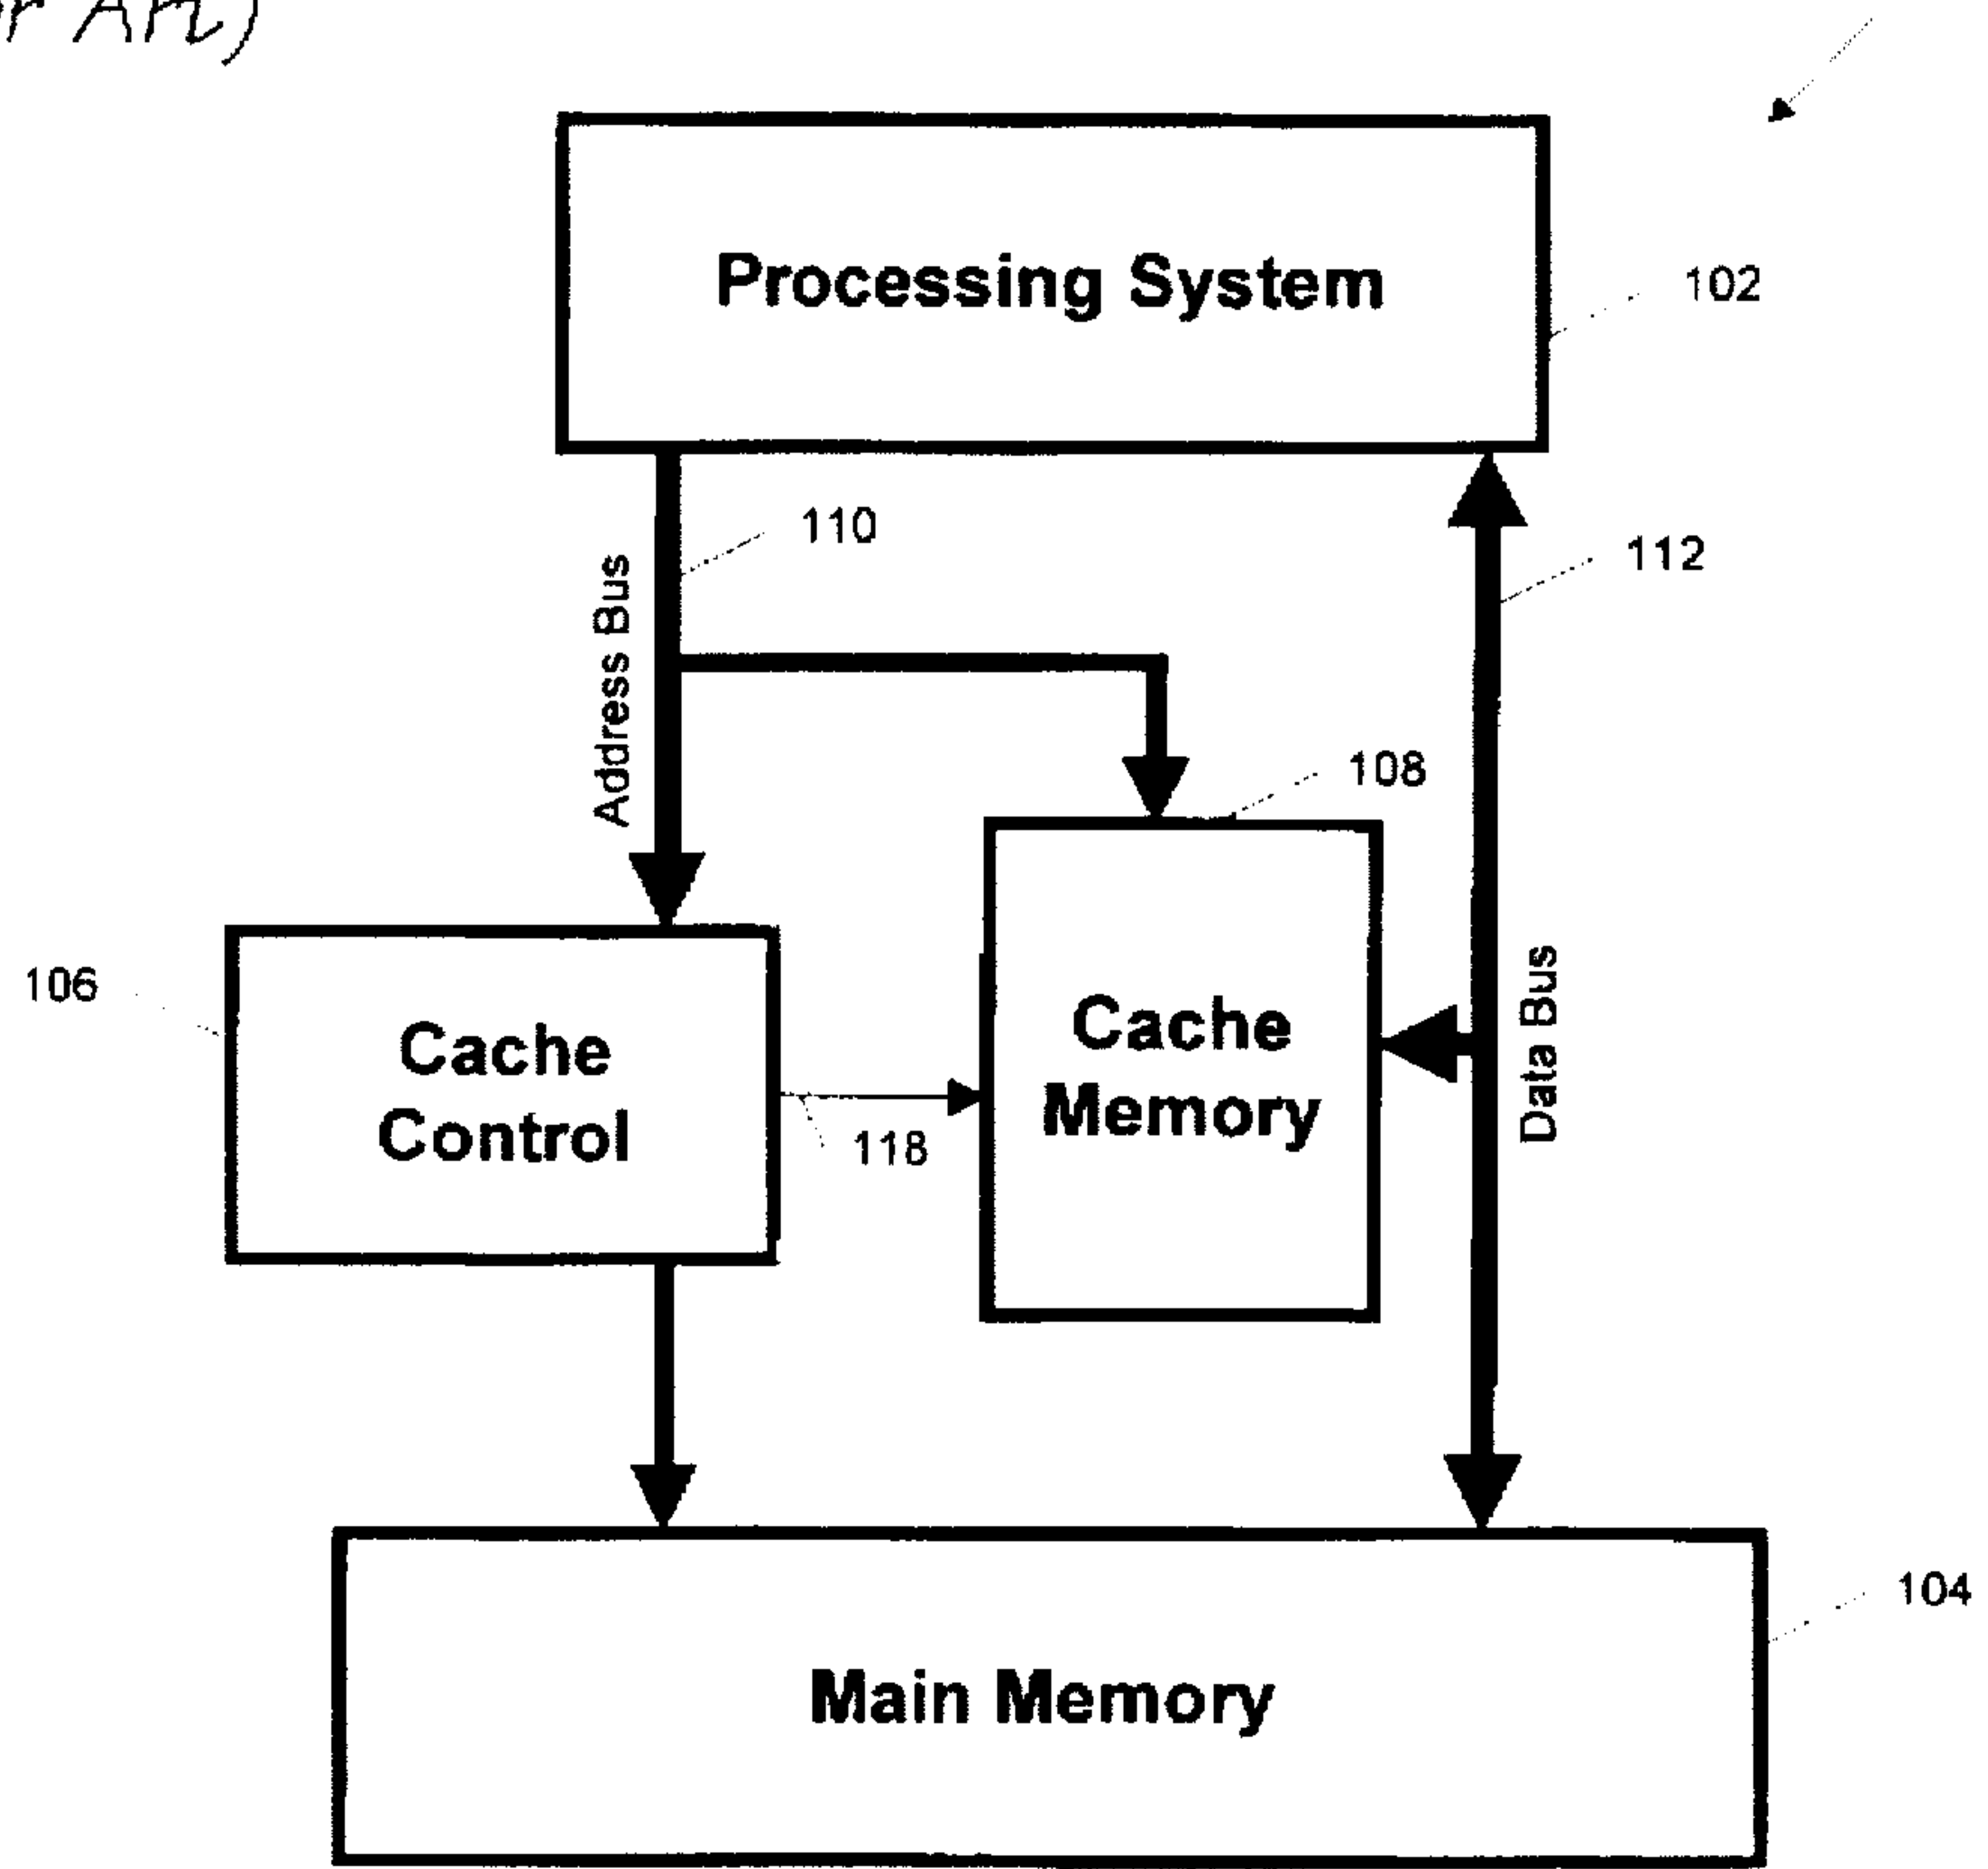 Processing System
102
110
112
Address Bus
108
106
Cache
Control
Cache
Memory
Data Bus
118
104
Main Memory